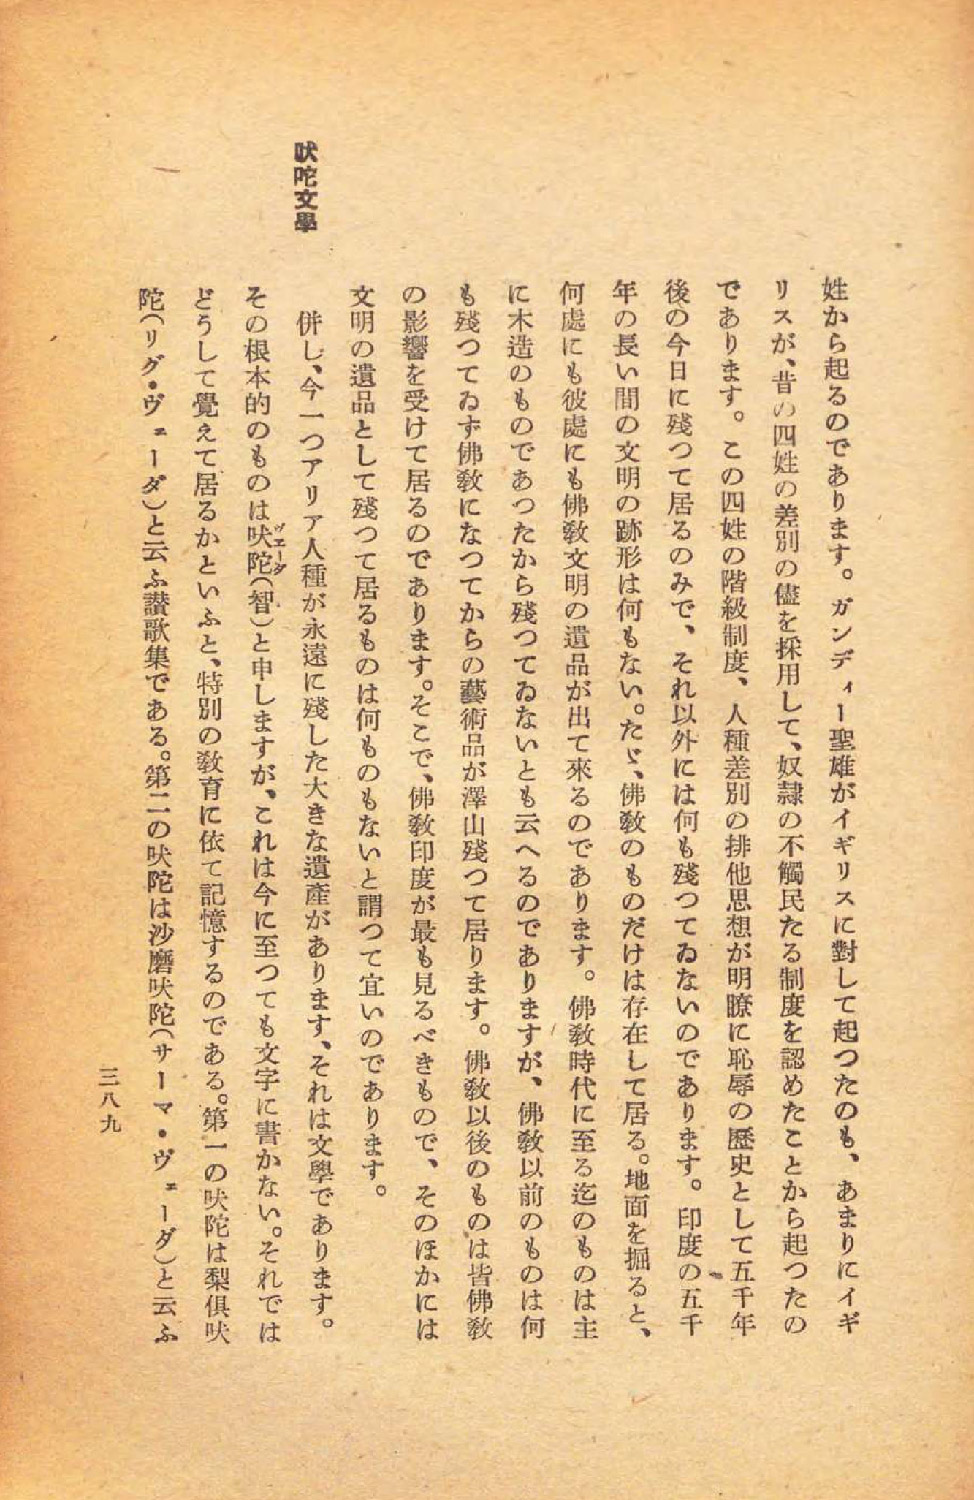 姓から起るのであります。ガンディー聖雄がイギリスに對して起つたのも、あまりにイギ
リスが、昔の四姓の差別の儘を採用して、奴隷の不觸民たる制度を認めたことから起つたの
であります。この四姓の階級制度、人種差別の排他思想が明瞭に恥辱の歷史として五千年
後の今日に殘つて居るのみで、それ以外には何も殘つてゐないのであります。印度の五千
年の長い間の文明の跡形は何もない。たゞ、佛敎のものだけは存在して居る。地面を掘ると、
何處にも彼處にも佛敎文明の遺品が出て來るのであります。佛敎時代に至る迄のものは主
に木造のものであつたから殘つてゐないとも云へるのでありますが、佛敎以前のものは何
も殘つてゐず佛敎になつてからの藝術品が澤山殘つて居ります。佛敎以後のものは皆佛敎
の影響を受けて居るのであります。そこで、佛敎印度が最も見るべきもので、そのほかには
文明の遺品として殘つて居るものは何ものもないと謂つて宜いのであります。
吠陀文學
併し、今一つアリア人種が永遠に殘した大きな遺產があります、それは文學であります。
その根本的のものは吠陀(智)と申しますが、これは今に至つても文字に書かない。それでは
ヴエーダ
どうして覺えて居るかといふと、特別の敎育に依て記憶するのである。第一の吠陀は梨俱吠
陀(リグ・ヴェーダ)と云ふ讃歌集である。第二の吠陀は沙磨吠陀(サーマ・ヴェーダ)と云ふ
三八九